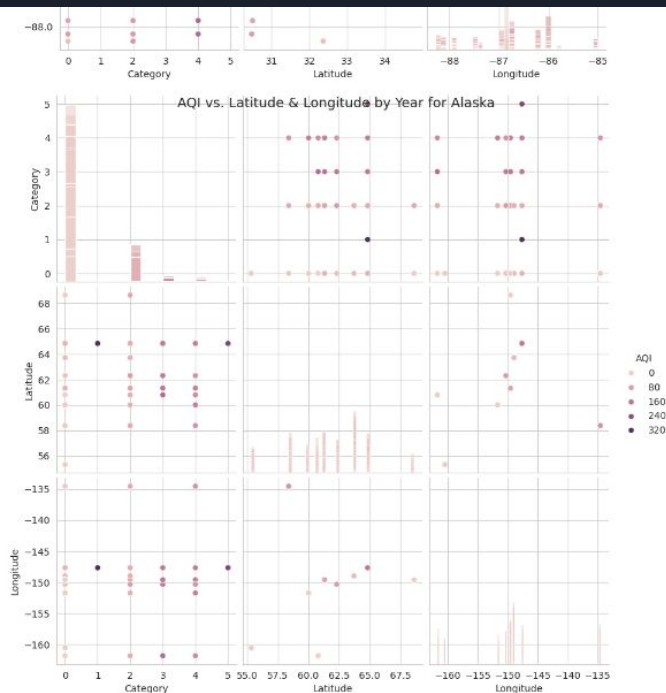 −88.0
0 1 2 3 4 5 31 32 33 34 −88 −87 −86 −85
Category Latitude Longitude
AQI vs. Latitude & Longitude by Year for Alaska
5
4
3
2
1
0
Category
68
66
64
62
60
58
56
Latitude
AQI
0
80
160
240
320
−135
−140
−145
−150
−155
−160
Longitude
0 1 2 3 4 5 55.0 57.5 60.0 62.5 65.0 67.5 −160 −155 −150 −145 −140 −135
Category Latitude Longitude